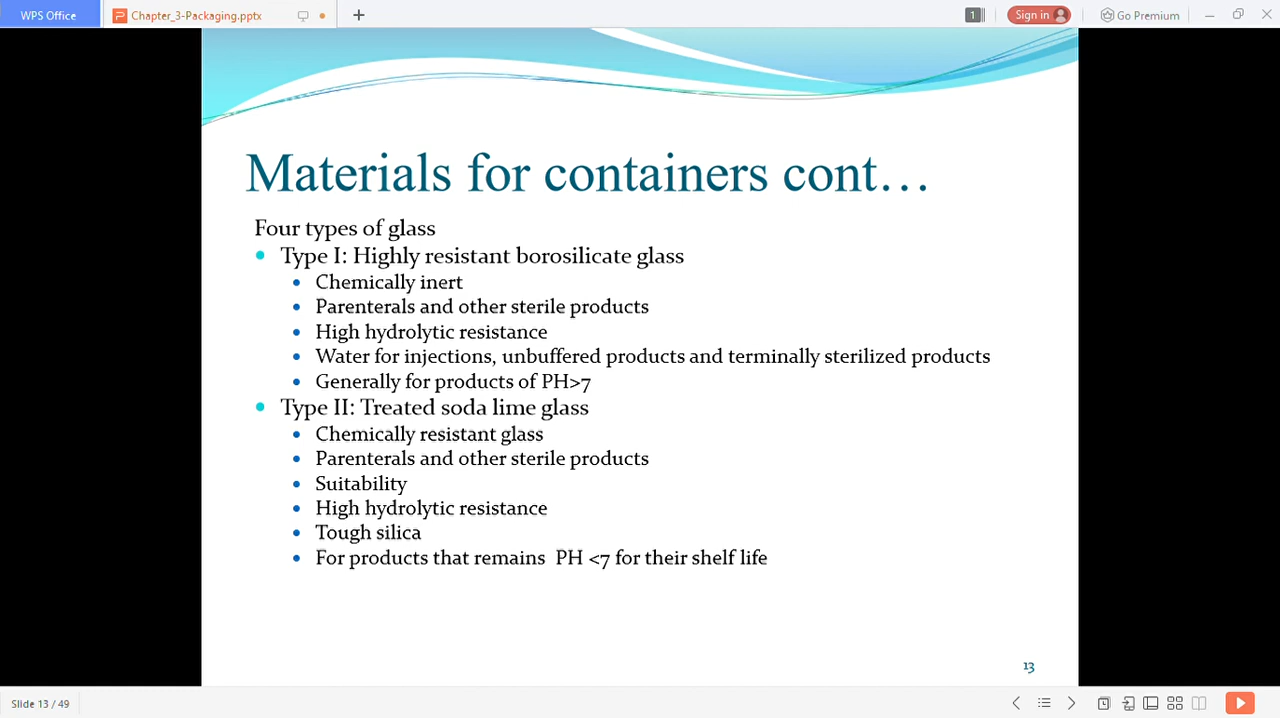 WPS Office
Chapter_3-Packaging.pptx
1
Sign in
Go Premium
Materials for containers cont…
Four types of glass
Type I: Highly resistant borosilicate glass
Chemically inert
Parenterals and other sterile products
High hydrolytic resistance
Water for injections, unbuffered products and terminally sterilized products
Generally for products of PH>7
Type II: Treated soda lime glass
Chemically resistant glass
Parenterals and other sterile products
Suitability
High hydrolytic resistance
Tough silica
For products that remains PH <7 for their shelf life
13
Slide 13 / 49